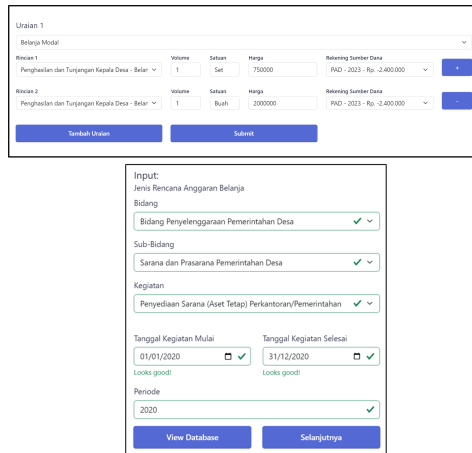 Uraian 1
Belanja Modal
Rincian 1 Volume Satuan Harga Rekening Sumber Dana
Penghasilan dan Tunjangan Kepala Desa - Belar 1 Set 750000 PAD - 2023 - Rp. -2.400.000 +
Rincian 2 Volume Satuan Harga Rekening Sumber Dana
Penghasilan dan Tunjangan Kepala Desa - Belar 1 Buah 2000000 PAD - 2023 - Rp. -2.400.000 -
Tambah Uraian Submit
Input:
Jenis Rencana Anggaran Belanja
Bidang
Bidang Penyelenggaraan Pemerintahan Desa
Sub-Bidang
Sarana dan Prasarana Pemerintahan Desa
Kegiatan
Penyediaan Sarana (Aset Tetap) Perkantoran/Pemerintahan
Tanggal Kegiatan Mulai Tanggal Kegiatan Selesai
01/01/2020 31/12/2020
Looks good! Looks good!
Periode
2020
View Database Selanjutnya